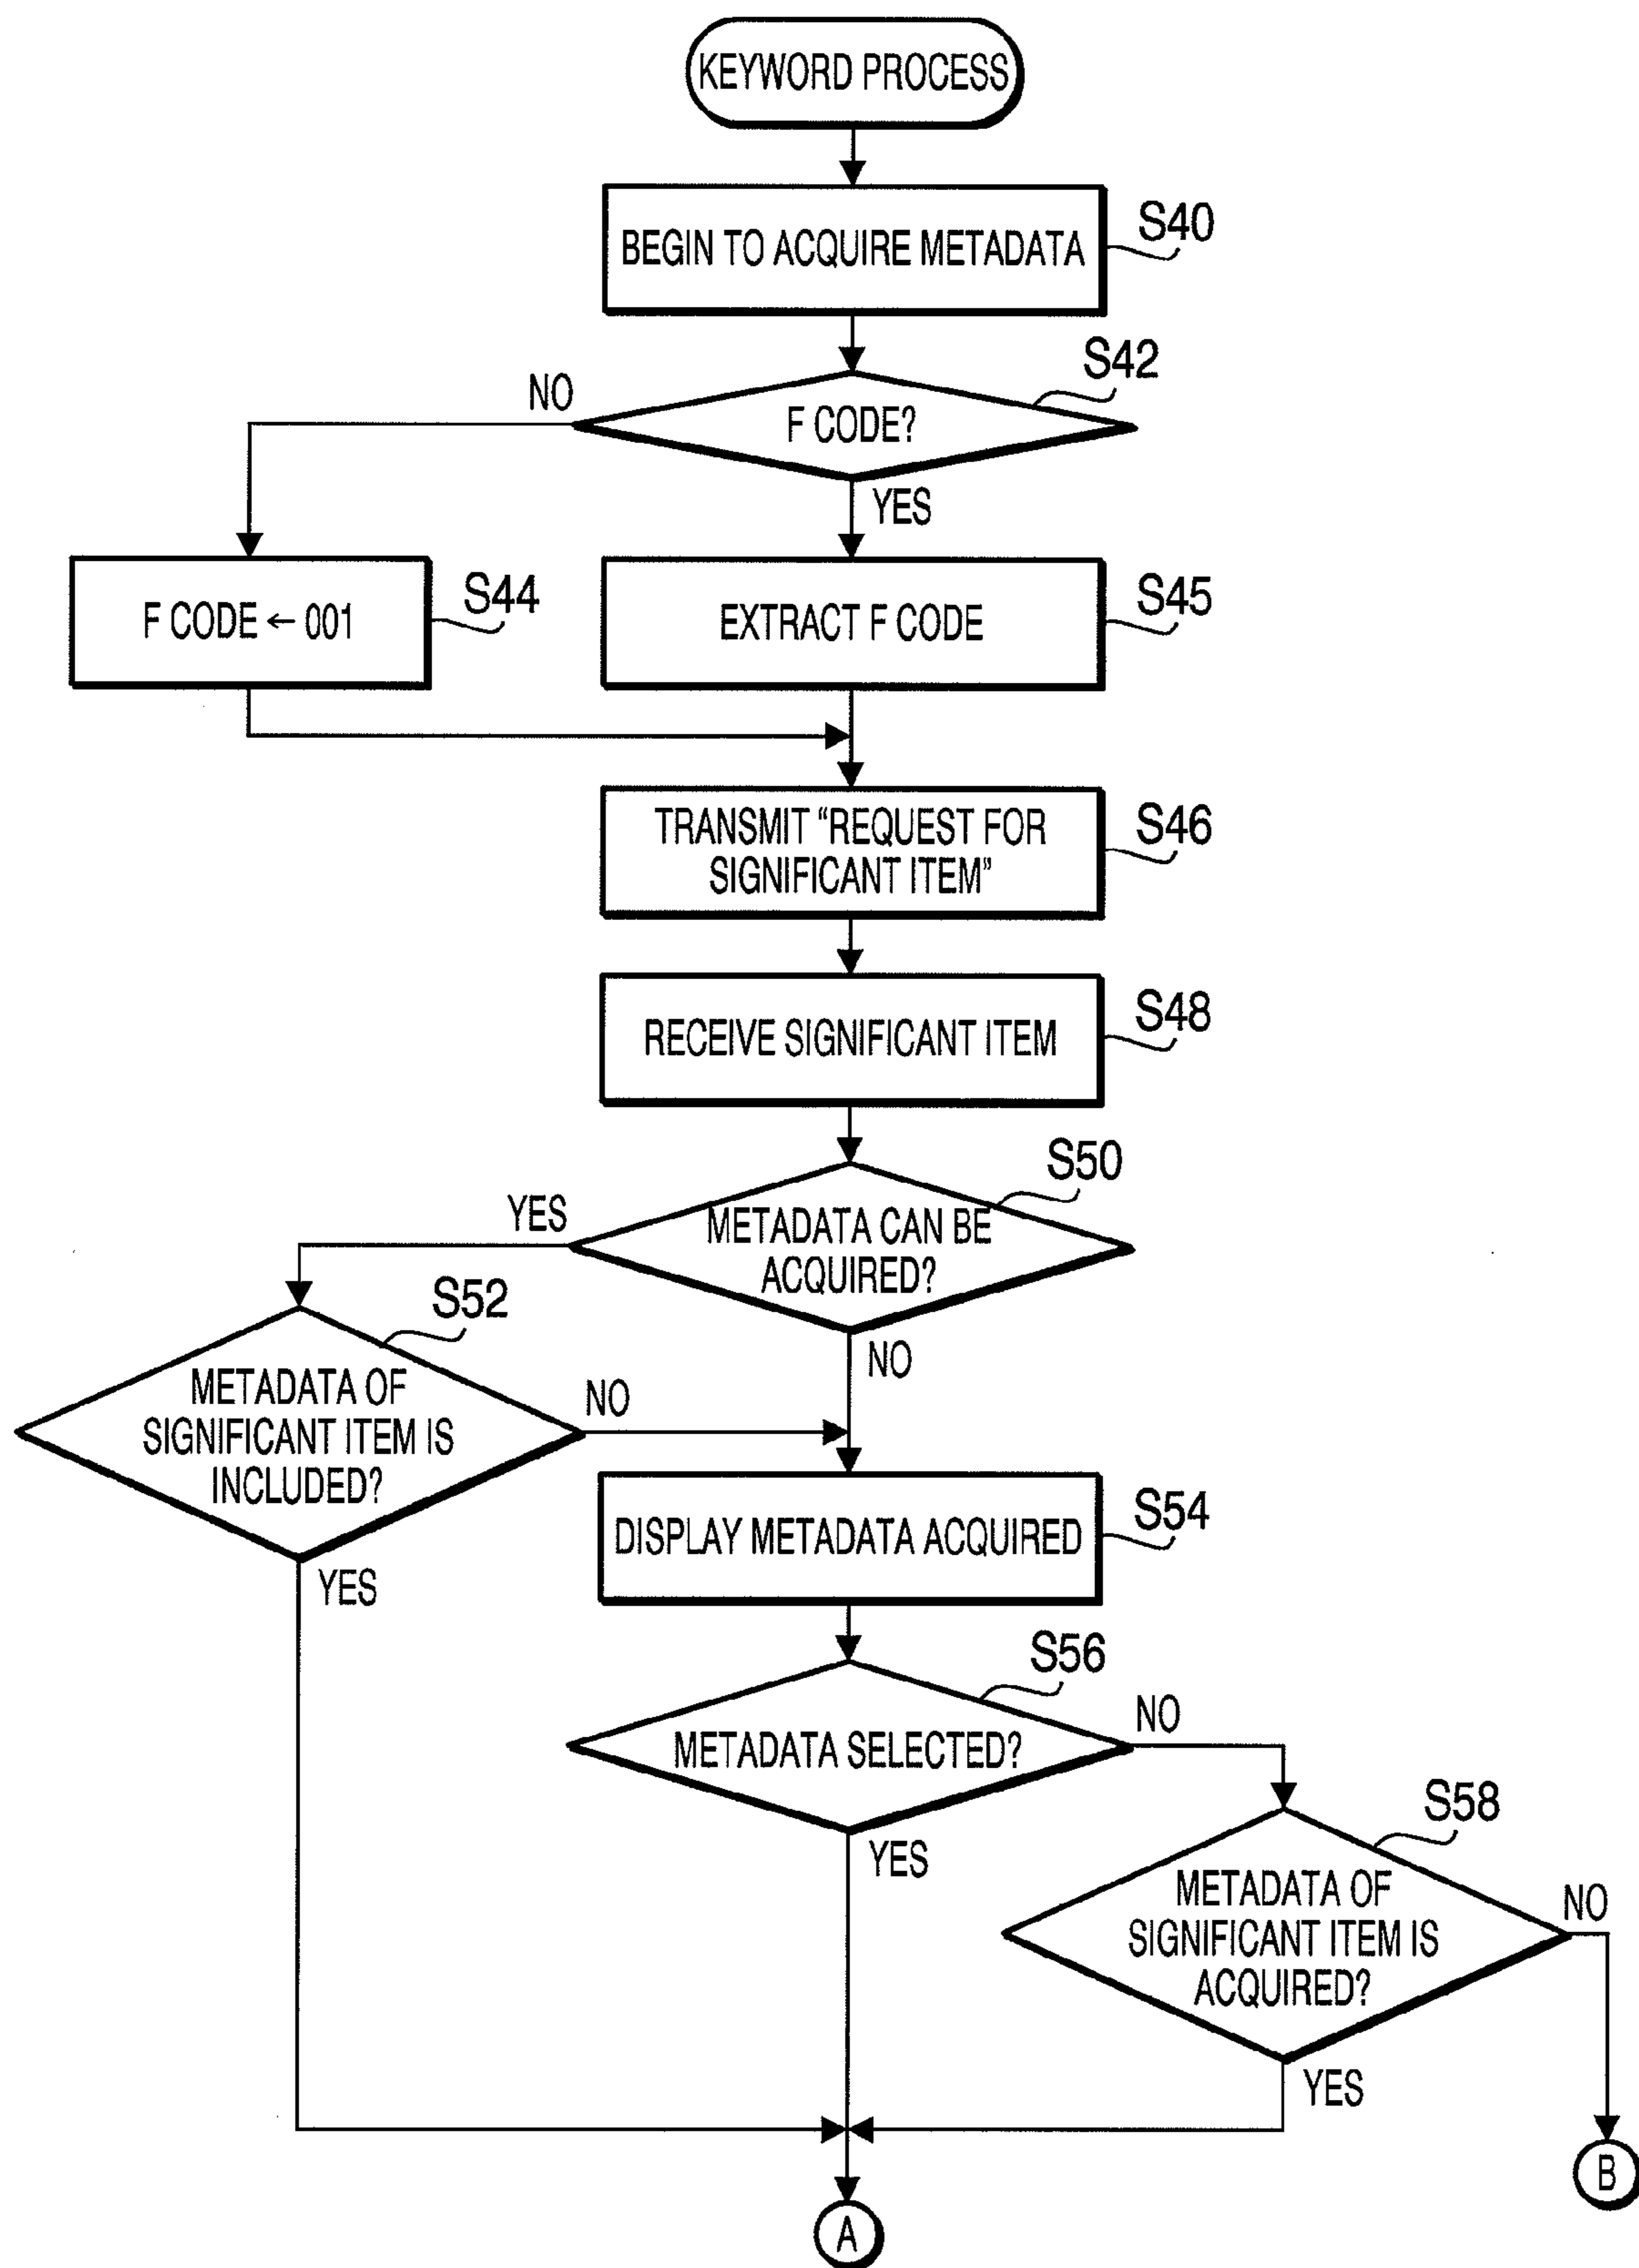 KEYWORD PROCESS
BEGIN TO ACQUIRE METADATA
S40
S42
NO
F CODE?
YES
F CODE ← 001
S44
EXTRACT F CODE
S45
TRANSMIT “REQUEST FOR
SIGNIFICANT ITEM”
S46
RECEIVE SIGNIFICANT ITEM
S48
S50
YES
METADATA CAN BE
ACQUIRED?
NO
S52
METADATA OF
SIGNIFICANT ITEM IS
INCLUDED?
NO
YES
DISPLAY METADATA ACQUIRED
S54
S56
METADATA SELECTED?
NO
YES
S58
METADATA OF
SIGNIFICANT ITEM IS
ACQUIRED?
NO
YES
B
A